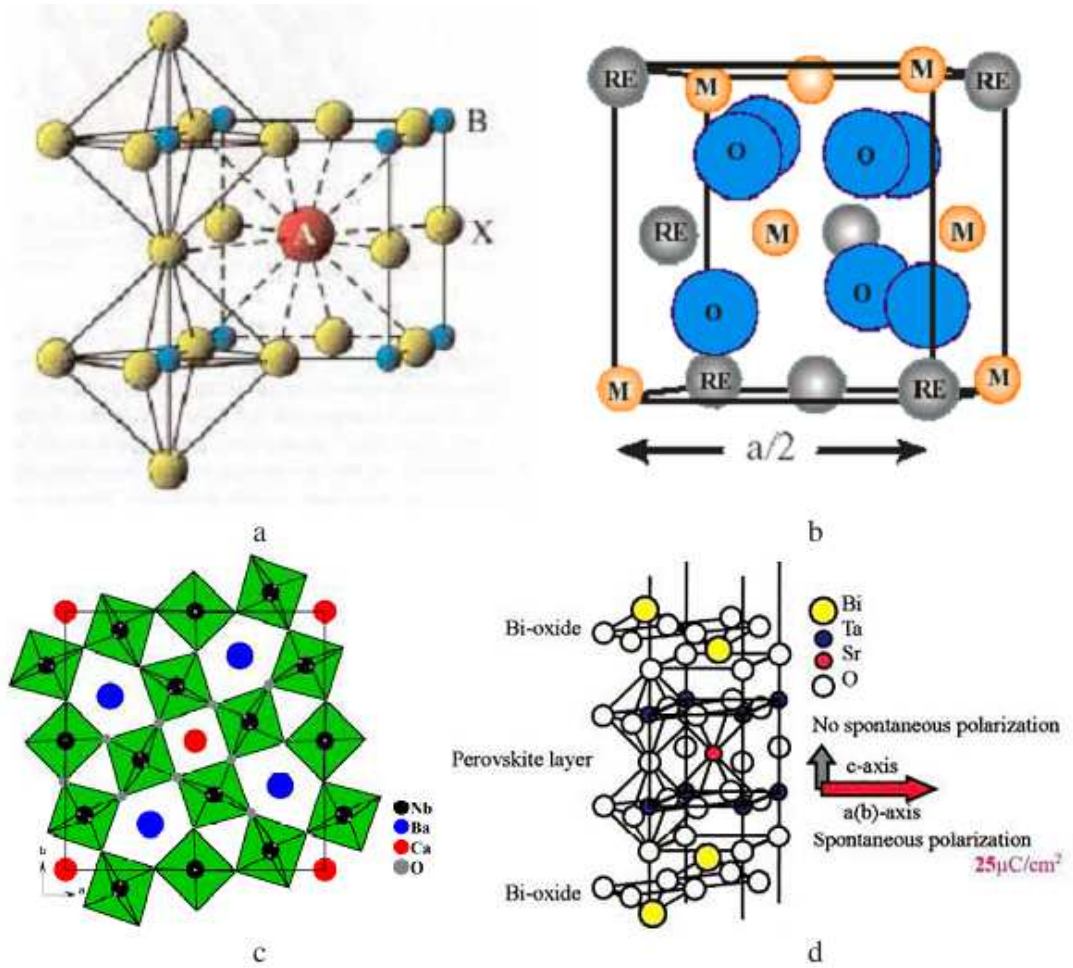 B
A
X
a
RE
M
M
RE
O
O
RE
M
M
O
O
M
RE
RE
M
a/2
b
Nb
Ba
Ca
O
b
a
c
Bi-oxide
Perovskite layer
Bi-oxide
Bi
Ta
Sr
O
No spontaneous polarization
c-axis
a(b)-axis
Spontaneous polarization
25μC/cm²
d